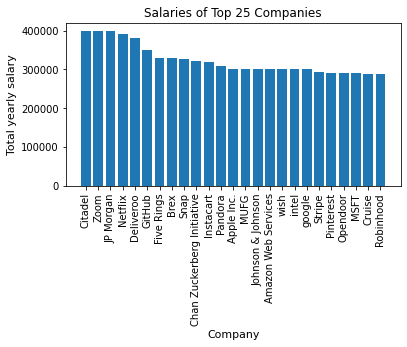 Salaries of Top 25 Companies
Total yearly salary
400000
300000
200000
100000
0
Citadel
Zoom
JP Morgan
Netflix
Deliveroo
GitHub
Five Rings
Brex
Snap
Chan Zuckerberg Initiative
Instacart
Pandora
Apple Inc.
MUFG
Johnson & Johnson
Amazon Web Services
wish
intel
google
Stripe
Pinterest
Opendoor
MSFT
Cruise
Robinhood
Company